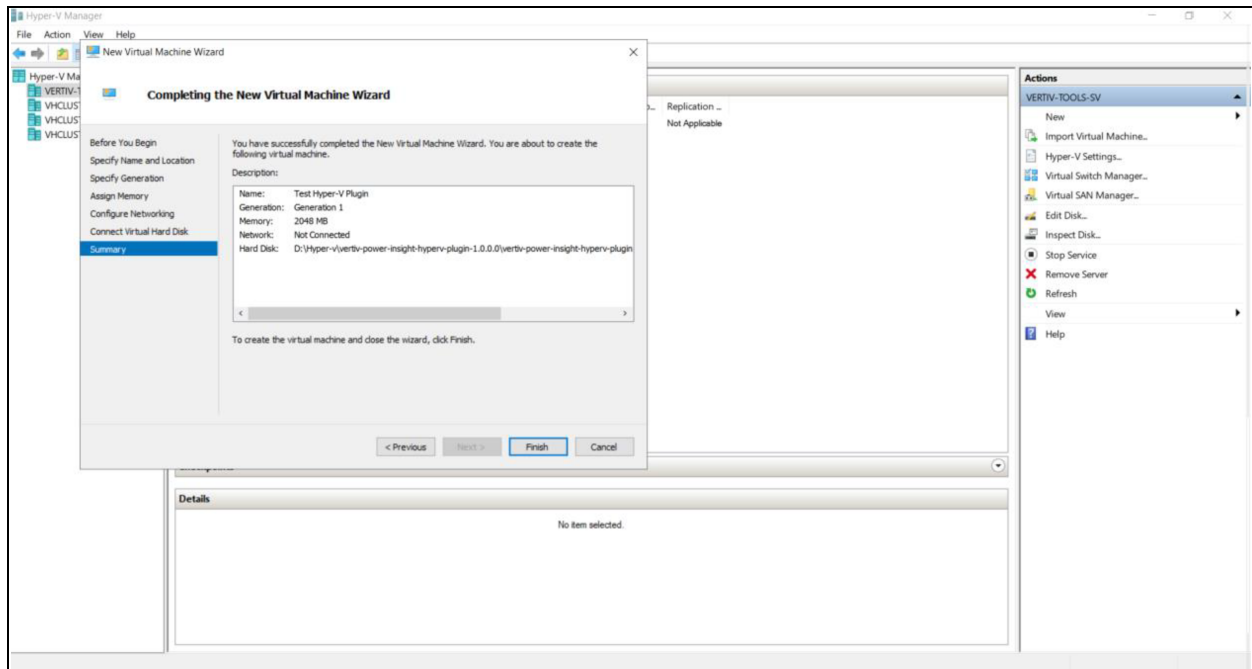 Hyper-V Manager
File Action View Help
New Virtual Machine Wizard
Completing the New Virtual Machine Wizard
Before You Begin
Specify Name and Location
Specify Generation
Assign Memory
Configure Networking
Connect Virtual Hard Disk
Summary
You have successfully completed the New Virtual Machine Wizard. You are about to create the
following virtual machine.
Description:
Name: Test Hyper-V Plugin
Generation: Generation 1
Memory: 2048 MB
Network: Not Connected
Hard Disk: D:\Hyper-v\vertiv-power-insight-hyperv-plugin-1.0.0.0\vertiv-power-insight-hyperv-plugin
To create the virtual machine and close the wizard, click Finish.
< Previous Next > Finish Cancel
Hyper-V Ma
VERTIV-T
VHCLUS
VHCLUS
VHCLUS
Replication ...
Not Applicable
Details
No item selected.
Actions
VERTIV-TOOLS-SV
New
Import Virtual Machine...
Hyper-V Settings...
Virtual Switch Manager...
Virtual SAN Manager...
Edit Disk...
Inspect Disk...
Stop Service
Remove Server
Refresh
View
Help